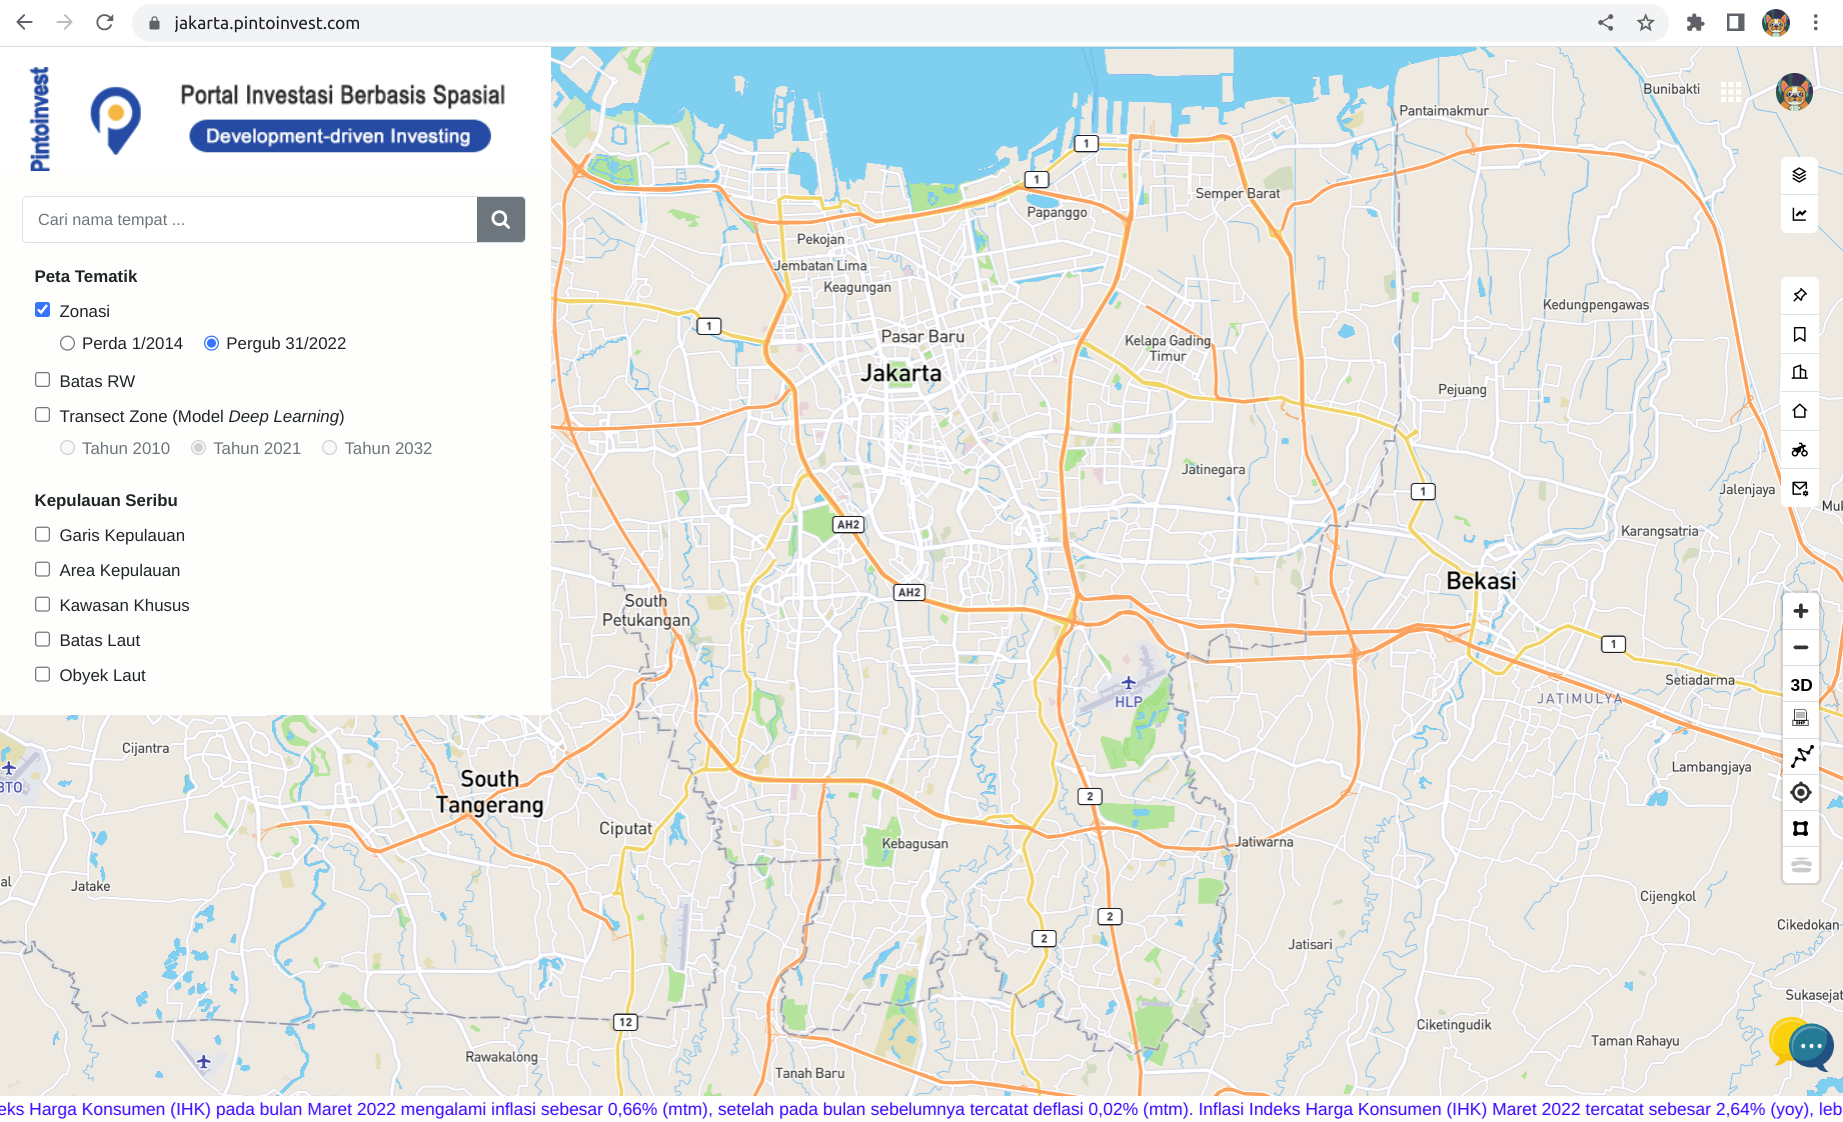 jakarta.pintoinvest.com
Pintoinvest
Portal Investasi Berbasis Spasial
Development-driven Investing
Cari nama tempat ...
Peta Tematik
Zonasi
Perda 1/2014 Pergub 31/2022
Batas RW
Transect Zone (Model Deep Learning)
Tahun 2010 Tahun 2021 Tahun 2032
Kepulauan Seribu
Garis Kepulauan
Area Kepulauan
Kawasan Khusus
Batas Laut
Obyek Laut
Bunibakti
Pantaimakmur
1
1
Semper Barat
Papanggo
Pekojan
Jembatan Lima
Keagungan
Kedungpengawas
1
Pasar Baru
Kelapa Gading
Timur
Jakarta
Pejuang
Jatinegara
1
Jalenjaya
Muk
AH2
Karangsatria
Bekasi
AH2
South
Petukangan
1
Setiadarma
3D
HLP
JATIMULYA
Cijantra
Lambangjaya
South
Tangerang
BTO
2
Ciputat
Kebagusan
Jatiwarna
al
Jatake
Cijengkol
2
Cikedokan
2
Jatisari
Sukasejat
12
Ciketingudik
Taman Rahayu
Rawakalong
Tanah Baru
eks Harga Konsumen (IHK) pada bulan Maret 2022 mengalami inflasi sebesar 0,66% (mtm), setelah pada bulan sebelumnya tercatat deflasi 0,02% (mtm). Inflasi Indeks Harga Konsumen (IHK) Maret 2022 tercatat sebesar 2,64% (yoy), leb